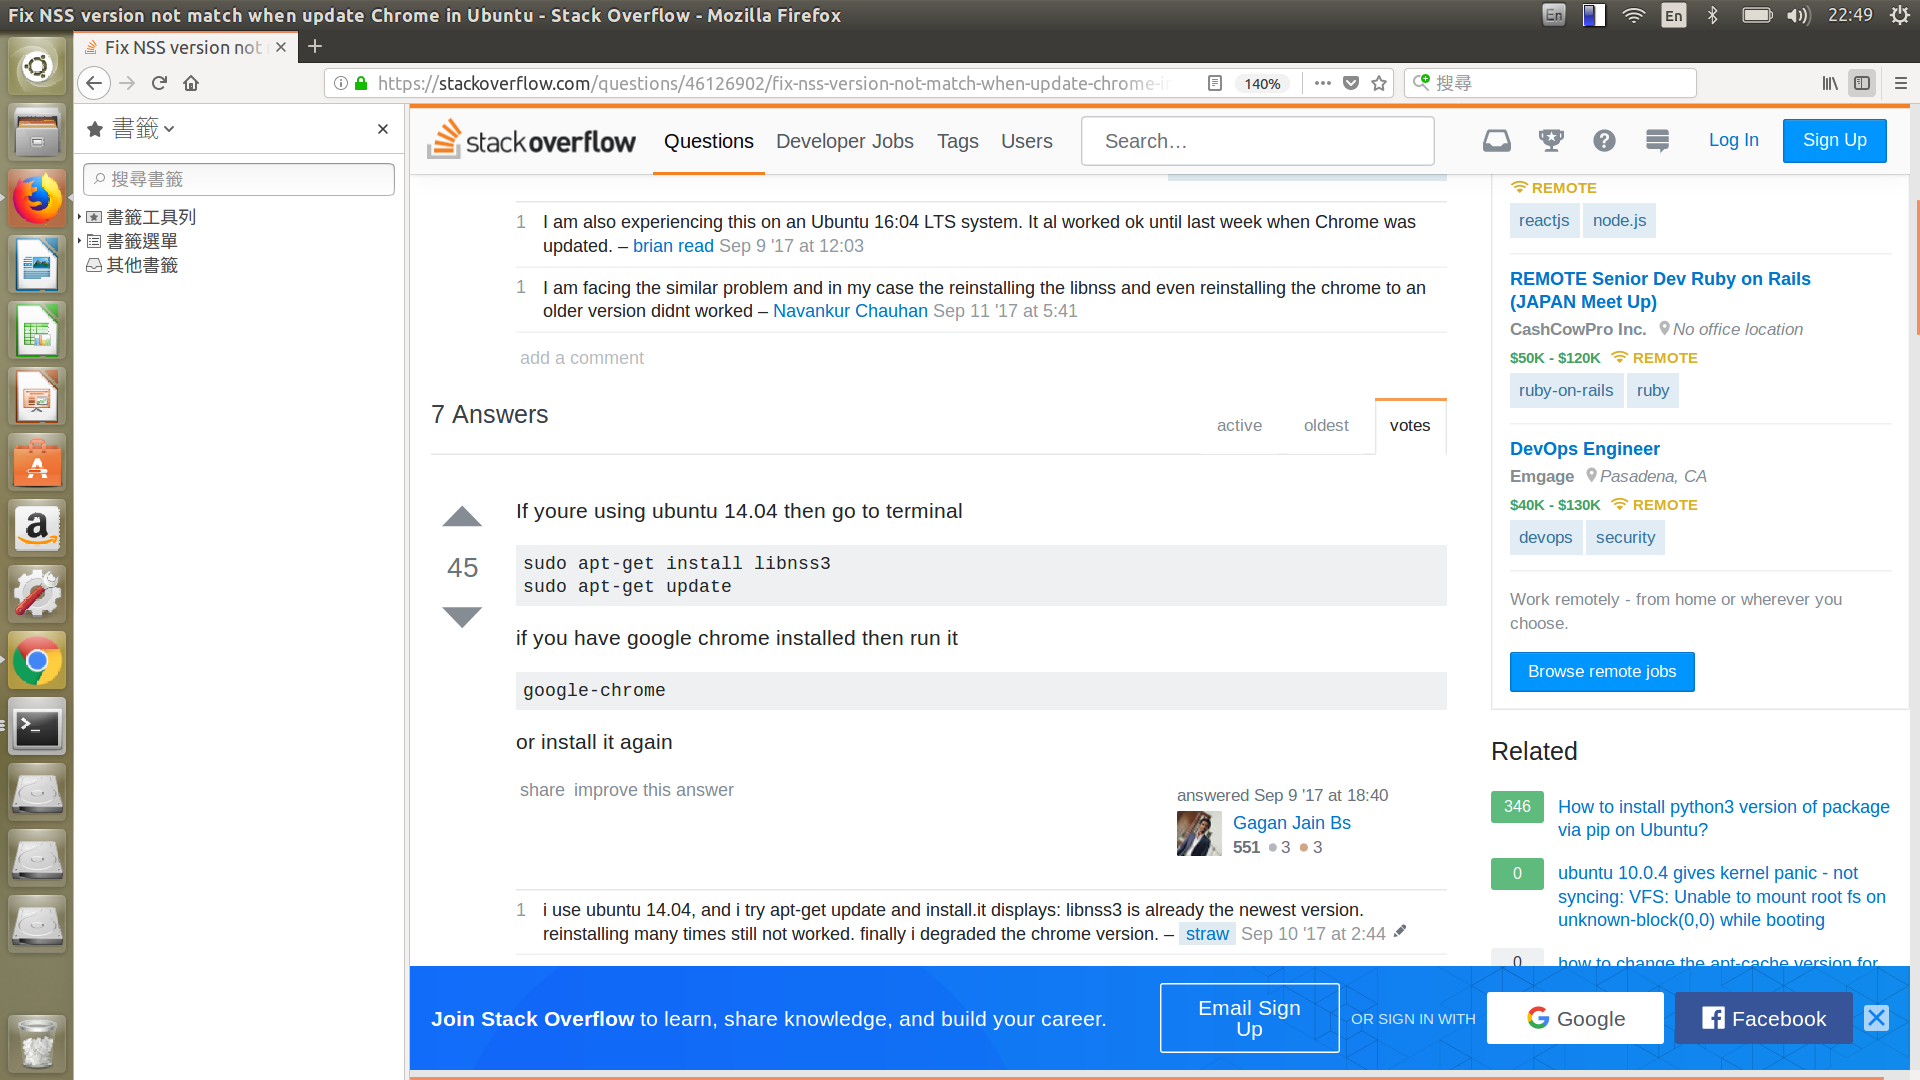 Fix NSS version not match when update Chrome in Ubuntu - Stack Overflow - Mozilla Firefox
En
En
22:49
Fix NSS version not
https://stackoverflow.com/questions/46126902/fix-nss-version-not-match-when-update-chrome-in
140%
搜尋
書籤
搜尋書籤
書籤工具列
書籤選單
其他書籤
stackoverflow
Questions
Developer Jobs
Tags
Users
Search…
Log In
Sign Up
1 I am also experiencing this on an Ubuntu 16:04 LTS system. It al worked ok until last week when Chrome was
updated. – brian read Sep 9 '17 at 12:03
1 I am facing the similar problem and in my case the reinstalling the libnss and even reinstalling the chrome to an
older version didnt worked – Navankur Chauhan Sep 11 '17 at 5:41
add a comment
7 Answers
active
oldest
votes
45
If youre using ubuntu 14.04 then go to terminal
sudo apt-get install libnss3
sudo apt-get update
if you have google chrome installed then run it
google-chrome
or install it again
share improve this answer
answered Sep 9 '17 at 18:40
Gagan Jain Bs
551 3 3
1 i use ubuntu 14.04, and i try apt-get update and install.it displays: libnss3 is already the newest version.
reinstalling many times still not worked. finally i degraded the chrome version. – straw Sep 10 '17 at 2:44
REMOTE
reactjs node.js
REMOTE Senior Dev Ruby on Rails
(JAPAN Meet Up)
CashCowPro Inc. No office location
$50K - $120K REMOTE
ruby-on-rails ruby
DevOps Engineer
Emgage Pasadena, CA
$40K - $130K REMOTE
devops security
Work remotely - from home or wherever you
choose.
Browse remote jobs
Related
346 How to install python3 version of package
via pip on Ubuntu?
0 ubuntu 10.0.4 gives kernel panic - not
syncing: VFS: Unable to mount root fs on
unknown-block(0,0) while booting
0 how to change the apt-cache version for
Join Stack Overflow to learn, share knowledge, and build your career.
Email Sign
Up
OR SIGN IN WITH
Google
Facebook